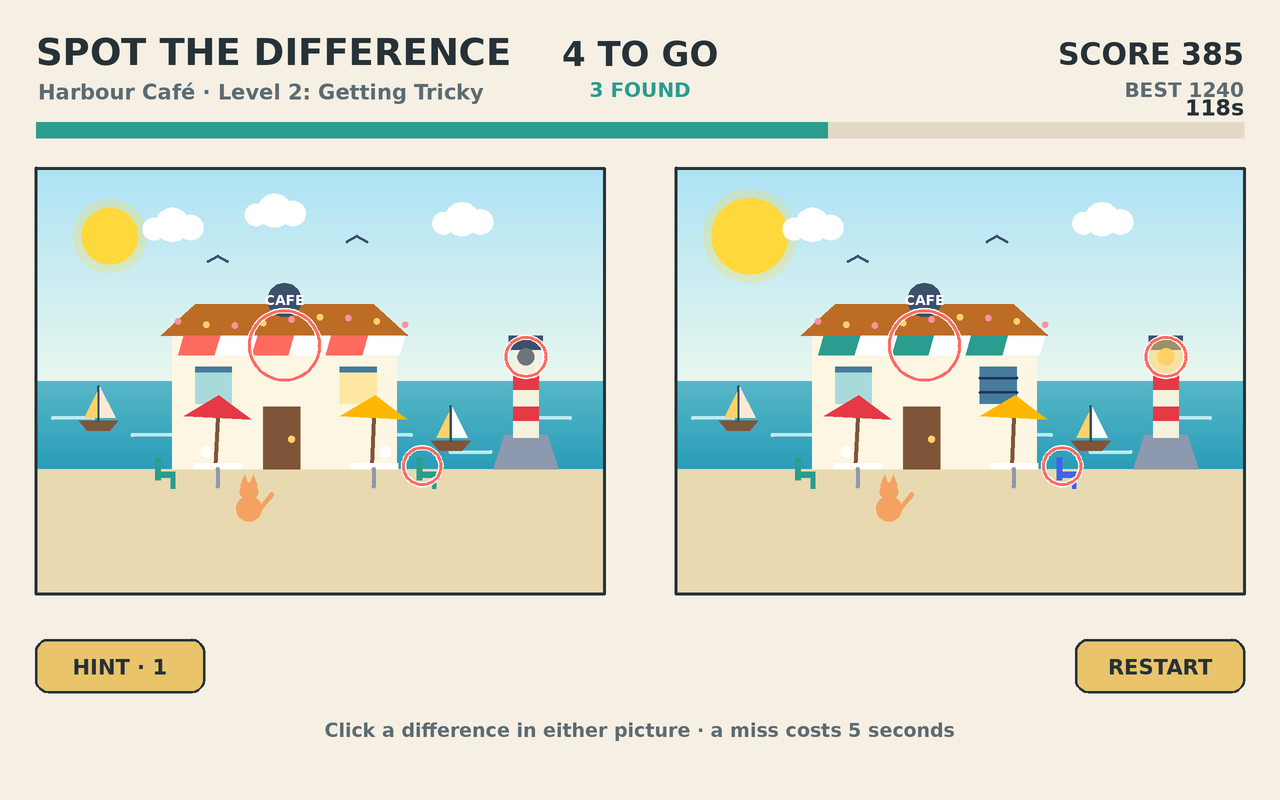 SPOT THE DIFFERENCE
4 TO GO
SCORE 385
Harbour Café · Level 2: Getting Tricky
3 FOUND
BEST 1240
118s
CAFE
CAFE
HINT · 1
RESTART
Click a difference in either picture · a miss costs 5 seconds